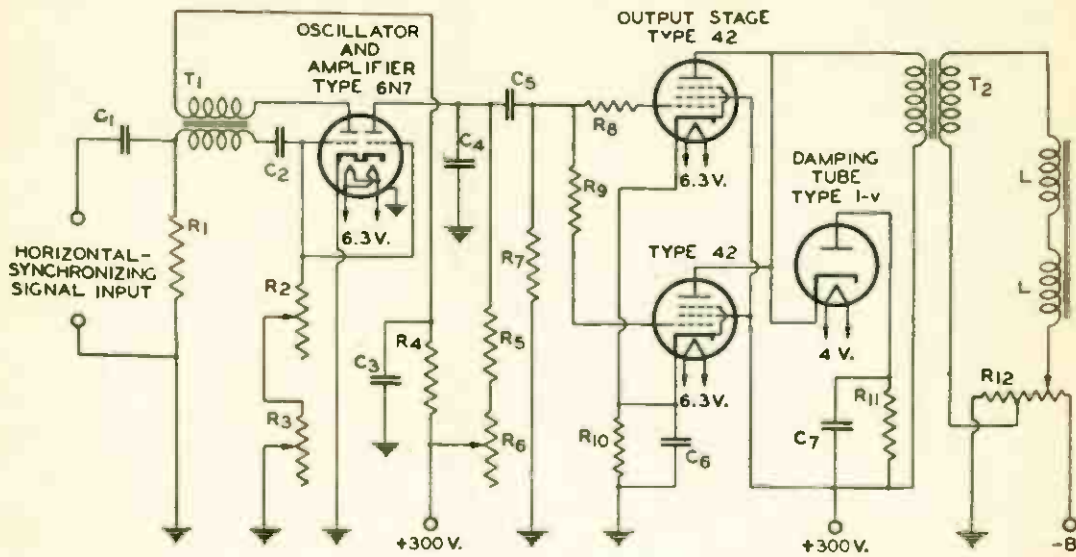 OSCILLATOR
AND
AMPLIFIER
TYPE 6N7
OUTPUT STAGE
TYPE 42
T1
C1
C2
C4
C5
R8
6.3 V.
R9
DAMPING
TUBE
TYPE 1-v
T2
L
L
R1
HORIZONTAL-
SYNCHRONIZING
SIGNAL INPUT
6.3 V.
R2
R7
TYPE 42
4 V.
R3
C3
R4
R5
R6
6.3 V.
R10
C6
C7
R11
R12
+300 V.
+300 V.
-B